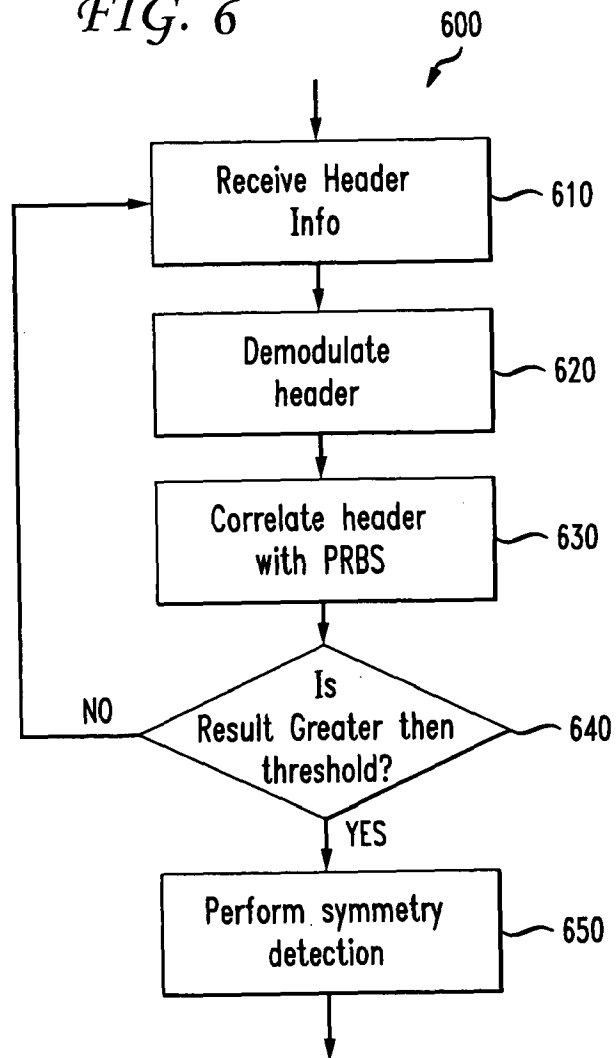 FIG. 6
600
Receive Header
Info
610
Demodulate
header
620
Correlate header
with PRBS
630
Is
Result Greater then
threshold?
640
NO
YES
Perform symmetry
detection
650